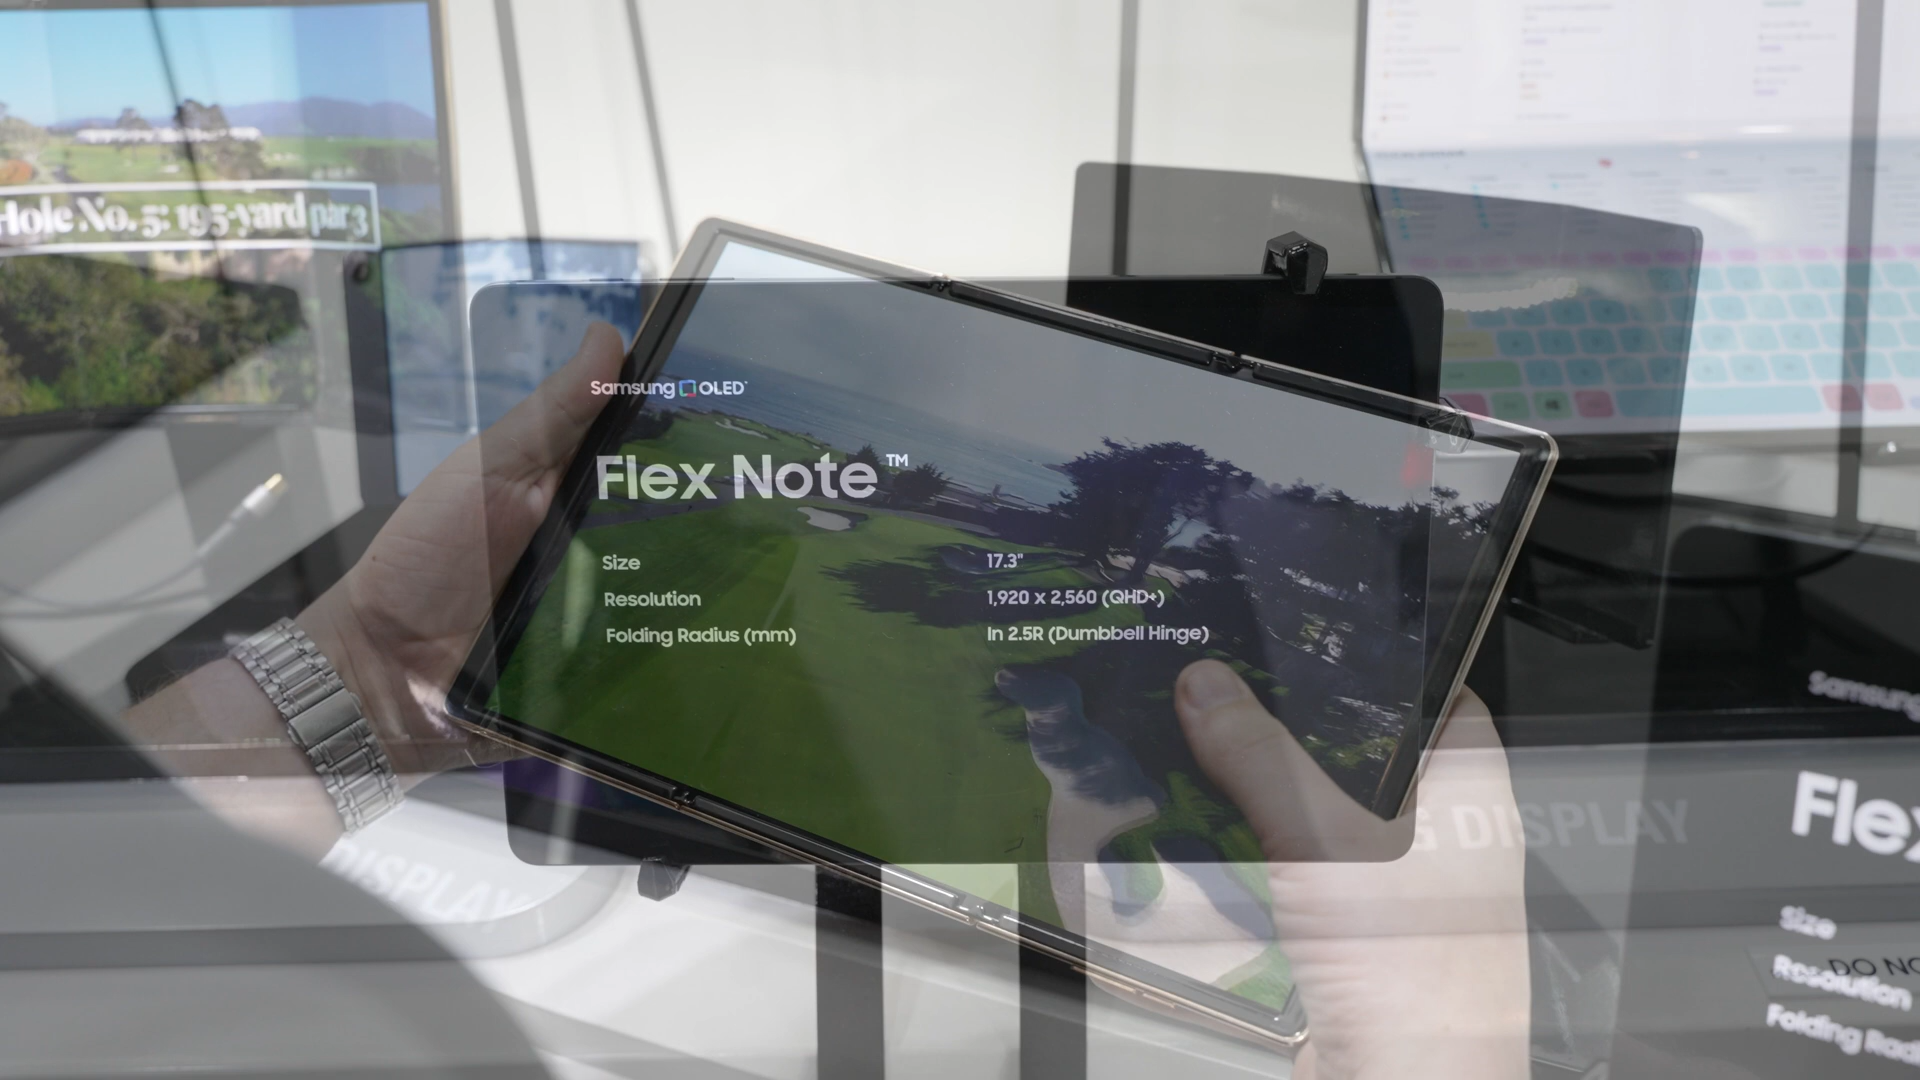 Hole No. 5: 195-yard par 3
Samsung OLED
Flex Note™
Size 17.3"
Resolution 1,920 x 2,560 (QHD+)
Folding Radius (mm) In 2.5R (Dumbbell Hinge)
G DISPLAY
DISPLAY
Samsung
Flex
Size
DO NO
Resolution
Folding Radi